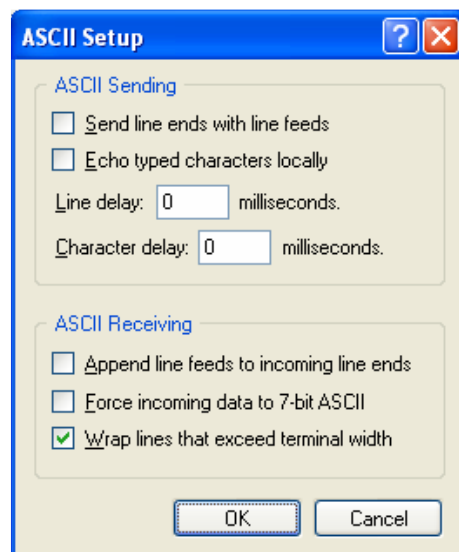 ASCII Setup
ASCII Sending
Send line ends with line feeds
Echo typed characters locally
Line delay: 0 milliseconds.
Character delay: 0 milliseconds.
ASCII Receiving
Append line feeds to incoming line ends
Force incoming data to 7-bit ASCII
Wrap lines that exceed terminal width
OK Cancel